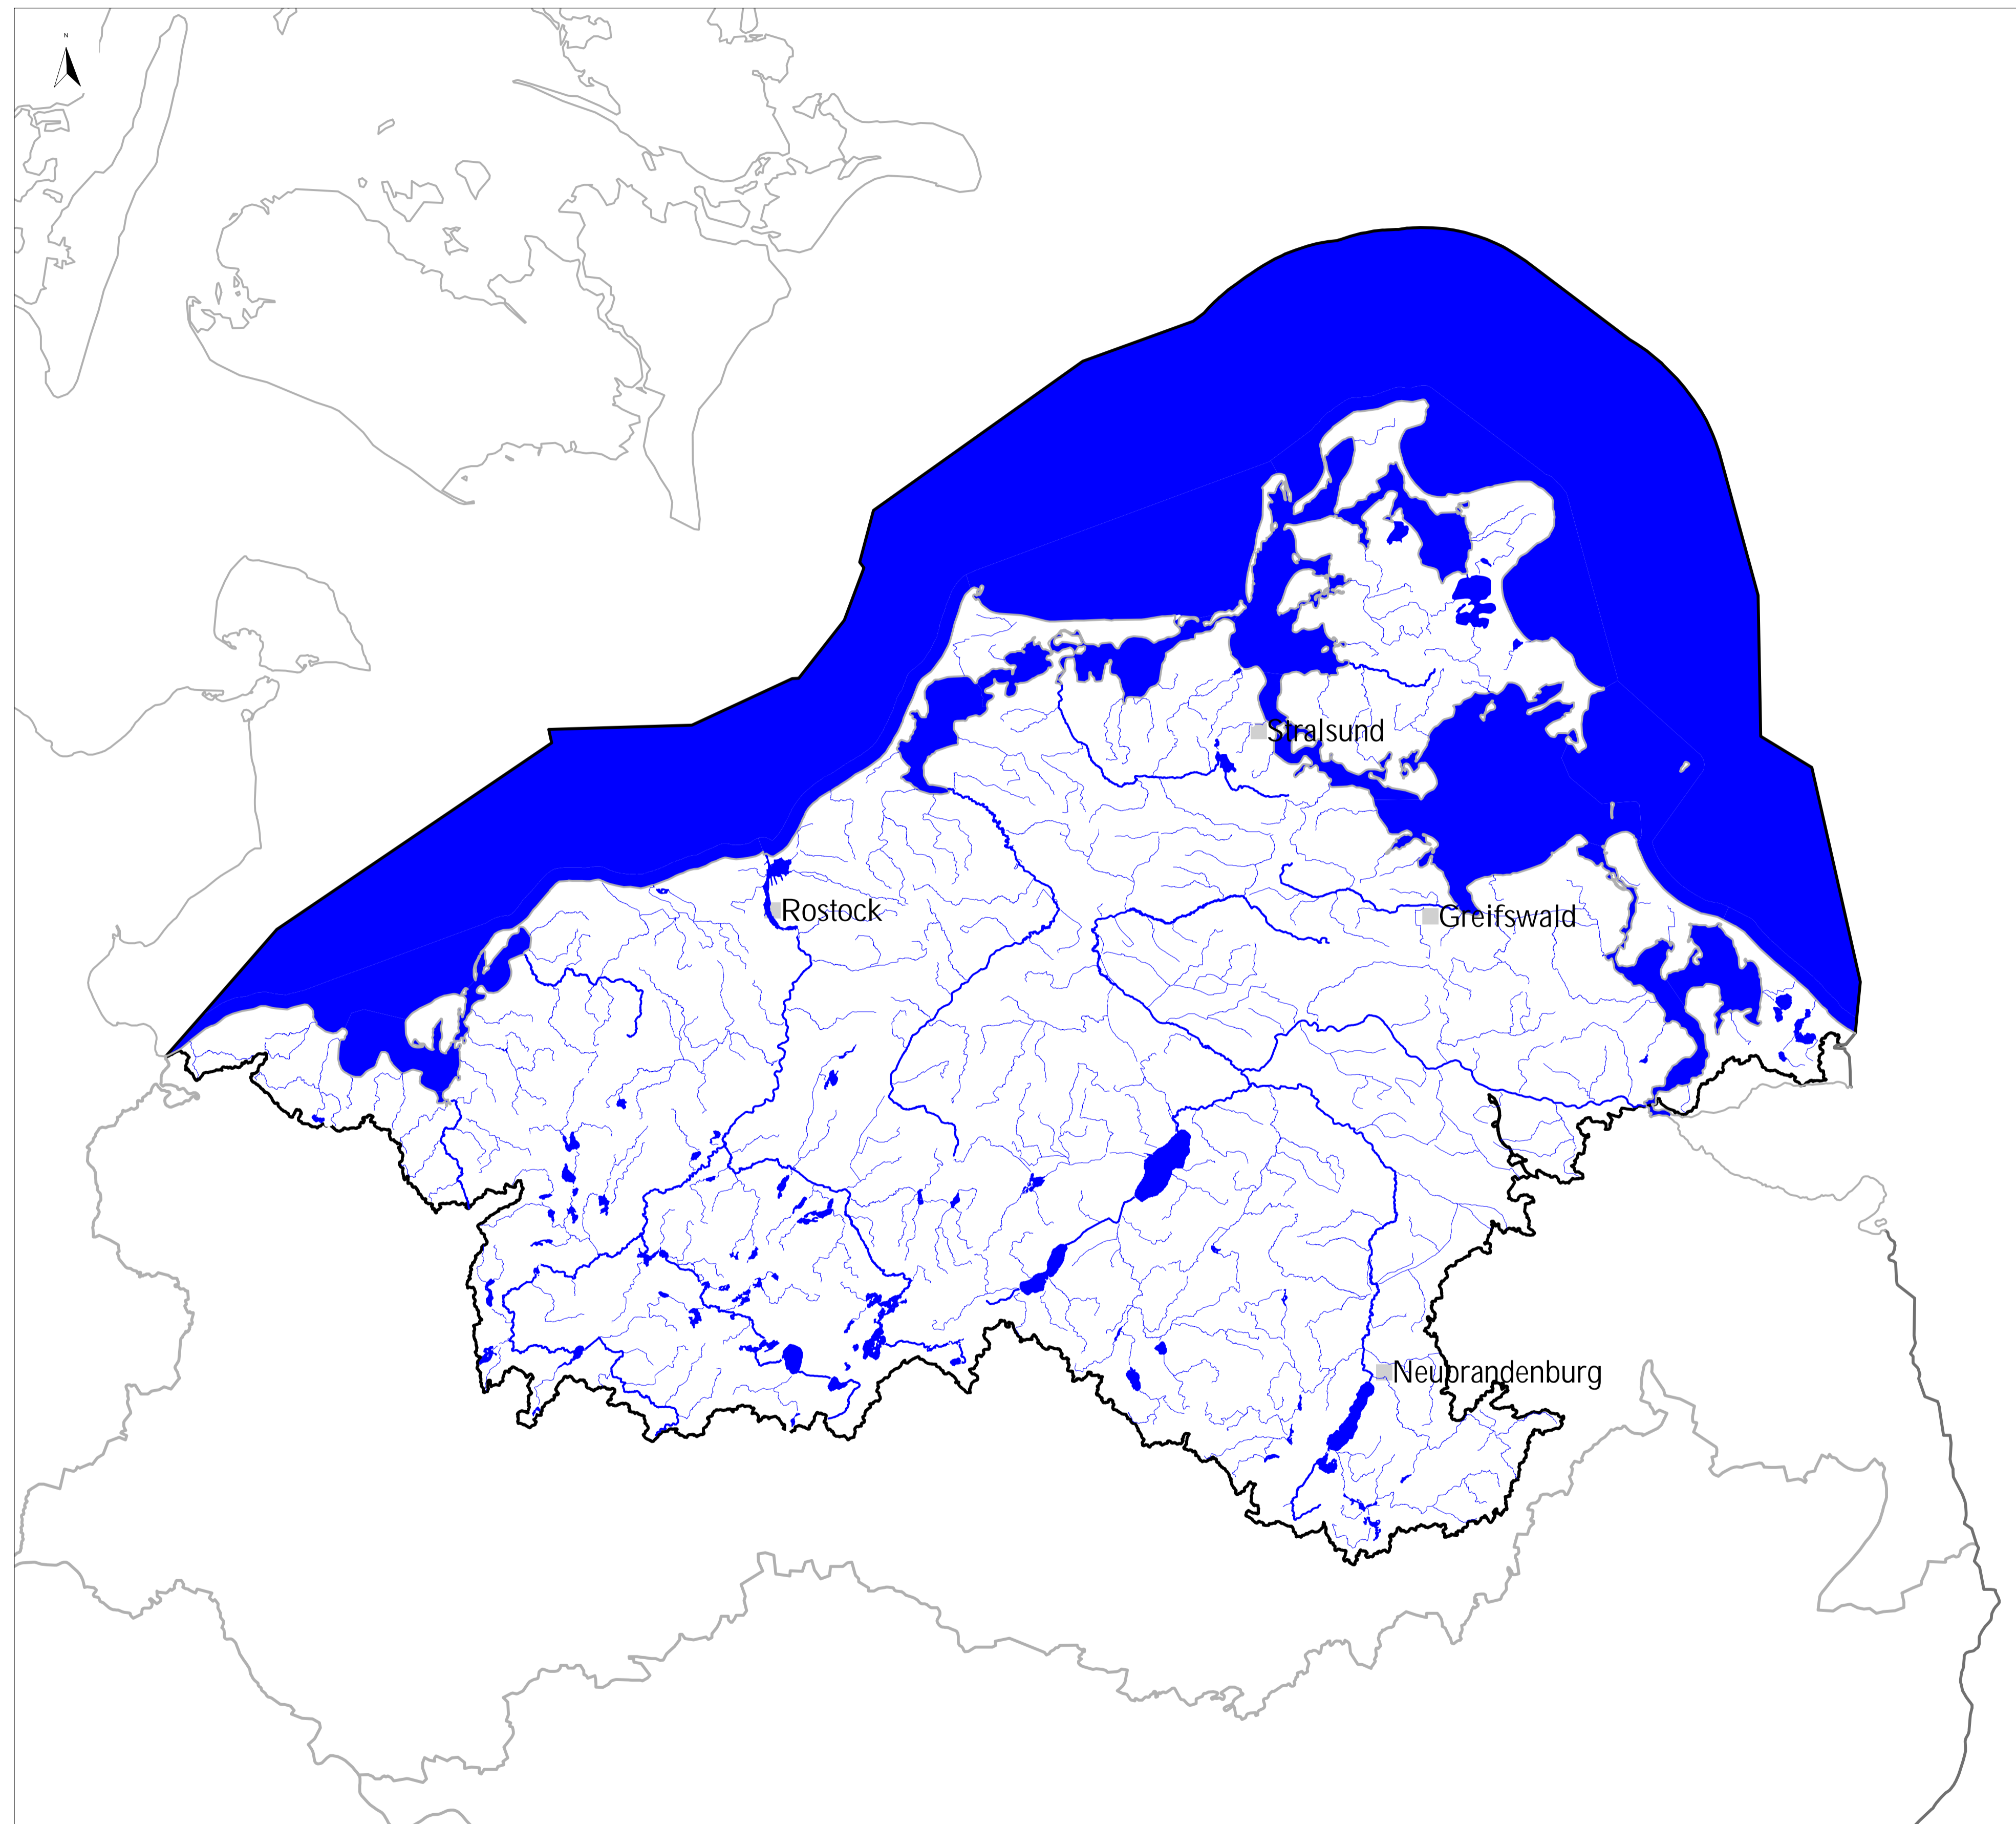 N
Stralsund
Rostock
Greifswald
Neubrandenburg